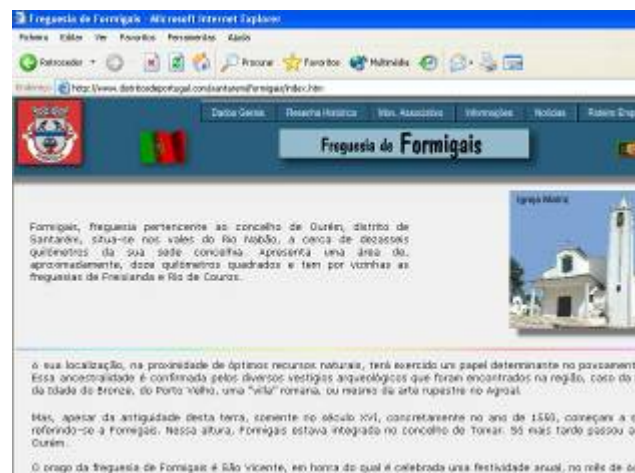 Freguesia de Formigais - Microsoft Internet Explorer
Ficheiro Editar Ver Favoritos Ferramentas Ajuda
Retroceder Procurar Favoritos Multimédia
Endereço http://www.distritosdeportugal.com/santarem/formigais/index.htm
Dados Gerais Resenha Histórica Mov. Associativo Informações Notícias Roteiro Emp
Freguesia de Formigais
Igreja Matriz
Formigais, freguesia pertencente ao concelho de Ourém, distrito de
Santarém, situa-se nos vales do Rio Nabão, a cerca de dezasseis
quilómetros da sua sede concelhia. Apresenta uma área de,
aproximadamente, doze quilómetros quadrados e tem por vizinhas as
freguesias de Freixianda e Rio de Couros.
A sua localização, na proximidade de óptimos recursos naturais, terá exercido um papel determinante no povoament
Essa ancestralidade é confirmada pelos diversos vestígios arqueológicos que foram encontrados na região, caso da
da Idade do Bronze, do Porto Velho, uma "villa" romana, ou mesmo da arte rupestre no Agroal.
Mas, apesar da antiguidade desta terra, somente no século XVI, concretamente no ano de 1550, começam a
referindo-se a Formigais. Nessa altura, Formigais estava integrada no concelho de Tomar. Só mais tarde passou a
Ourém.
O orago da freguesia de Formigais é São Vicente, em honra do qual é celebrada uma festividade anual, no mês de